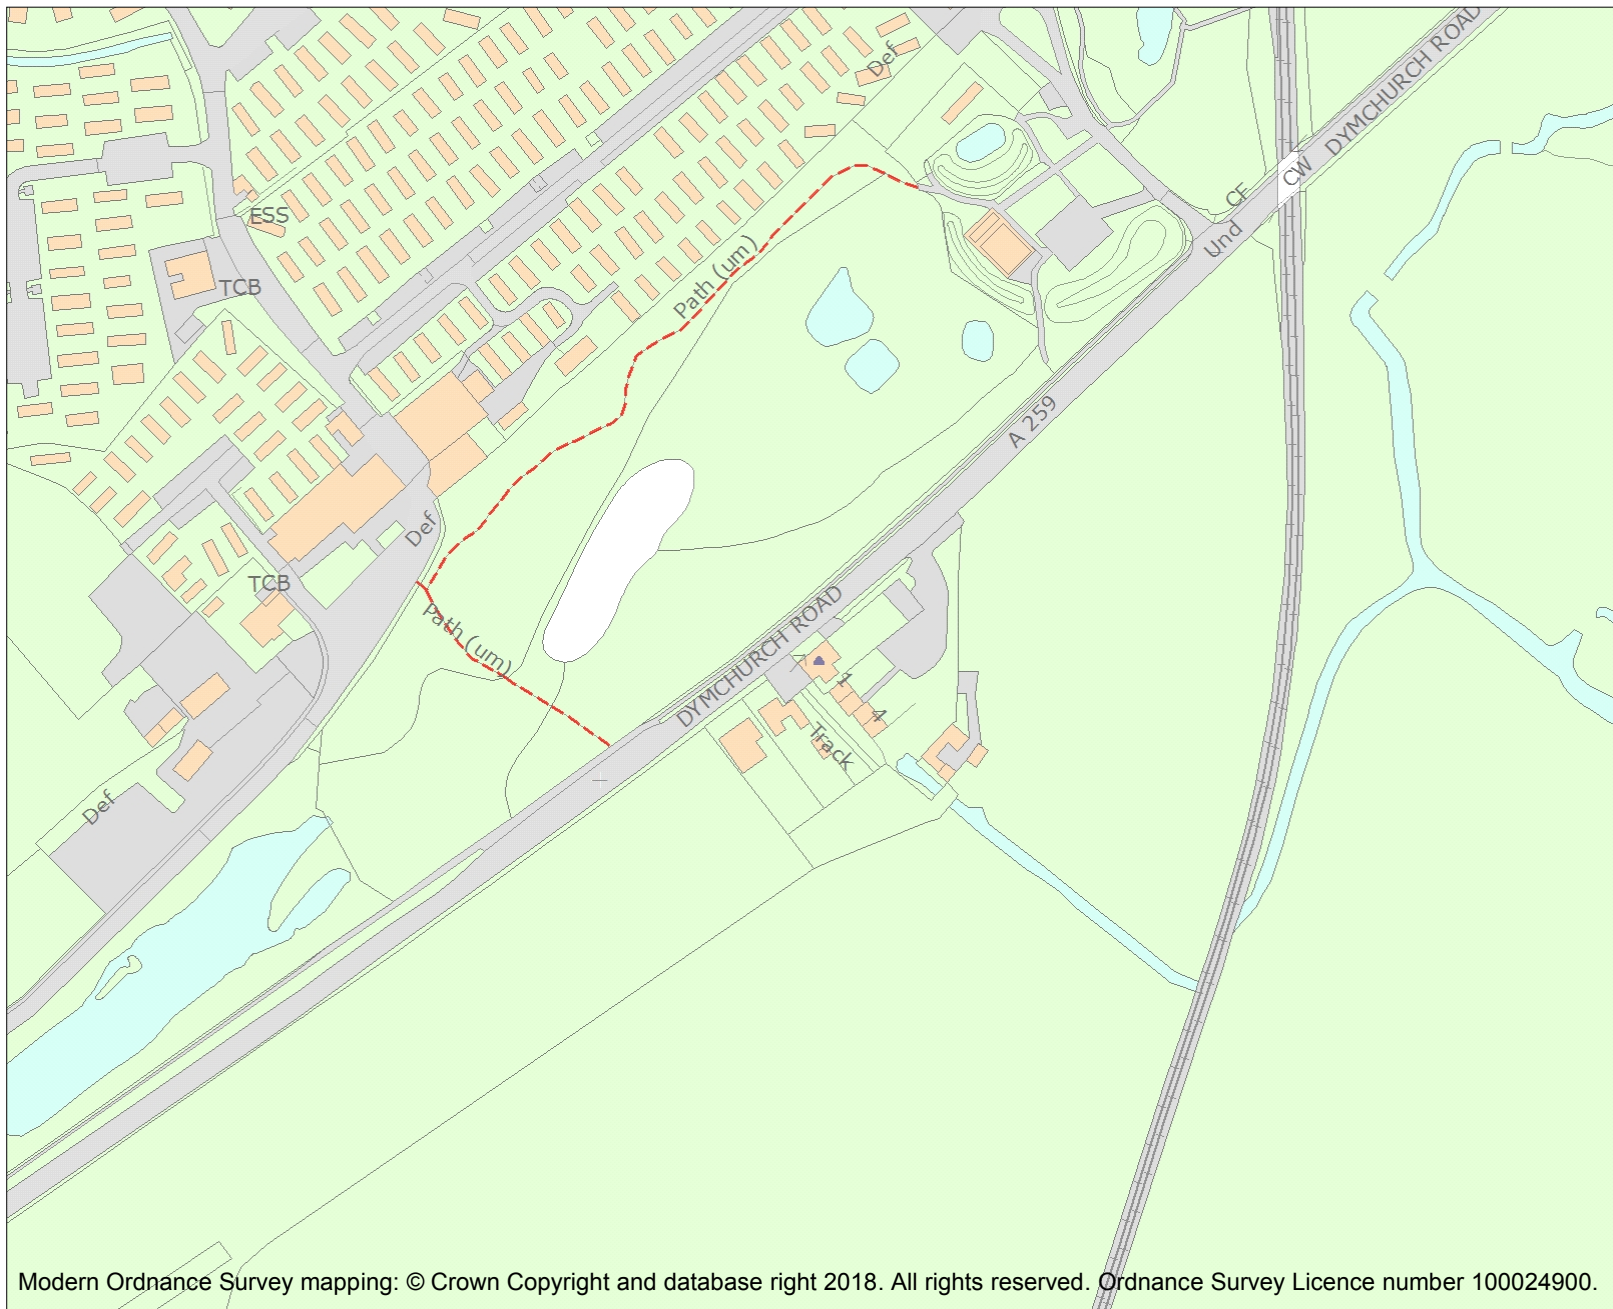 DYMCHURCH ROAD
Def
CW
CF
ESS
Und
Path (um)
TCB
A 259
Def
TCB
DYMCHURCH ROAD
Path (um)
1
4
Track
Def
Modern Ordnance Survey mapping: © Crown Copyright and database right 2018. All rights reserved. Ordnance Survey Licence number 100024900.